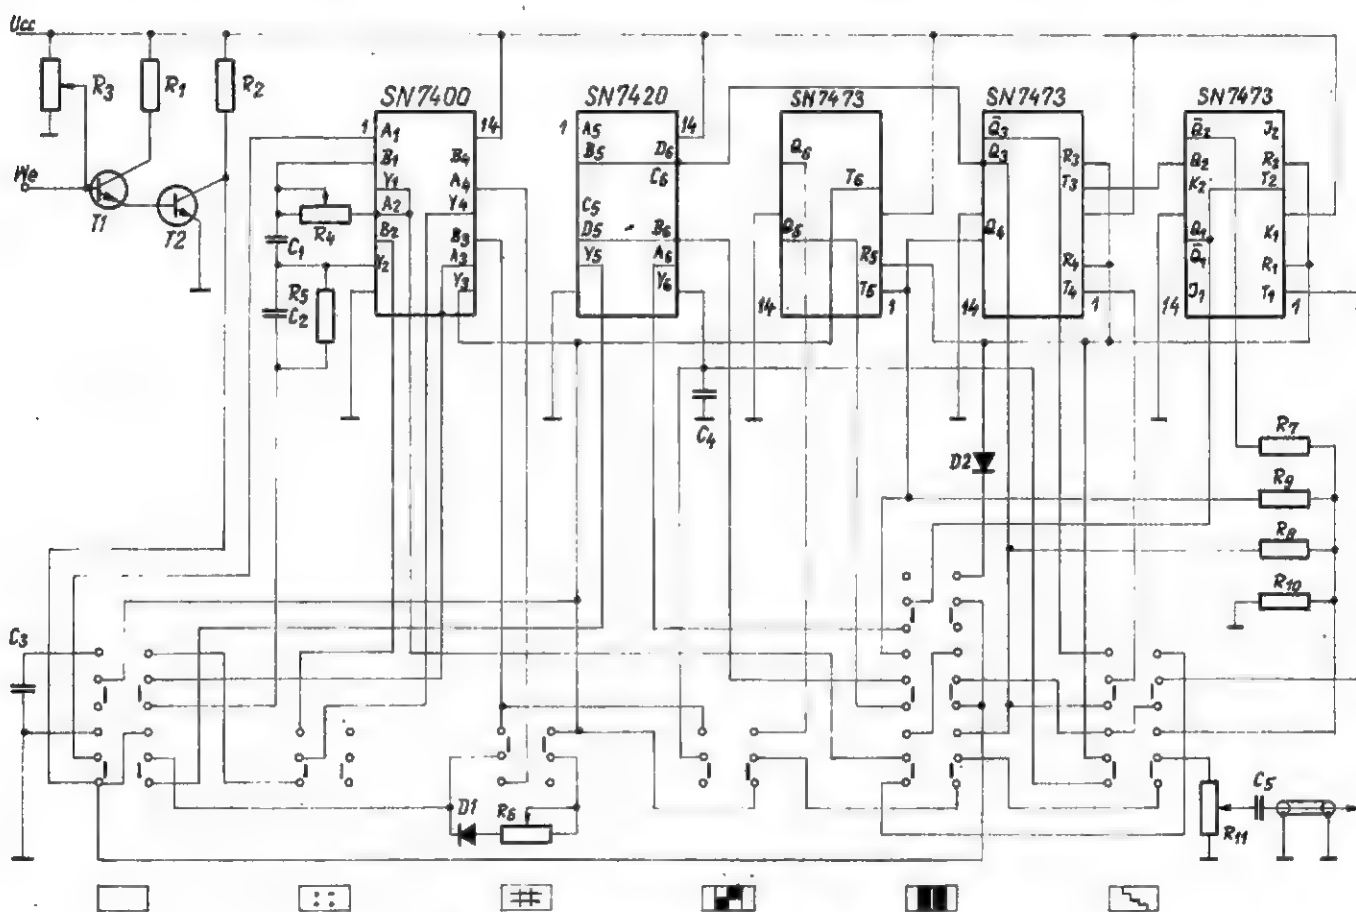 Ucc
R3
R1
R2
We
T1
T2
SN7400
1
14
A1
B1
Y1
A2
B2
Y2
B4
A4
Y4
B3
A3
Y3
R4
C1
R5
C2
SN7420
1
14
A5
B5
C5
D5
Y5
D6
C6
B6
A6
Y6
C4
SN7473
Q5
T6
R5
T5
14
1
SN7473
Q̅3
Q3
Q4
R3
T3
R4
T4
14
1
SN7473
Q̅2
Q2
K2
Q1
Q̅1
J1
J2
R2
T2
K1
R1
T1
14
1
D2
R7
R9
R8
R10
C3
D1
R6
R11
C5